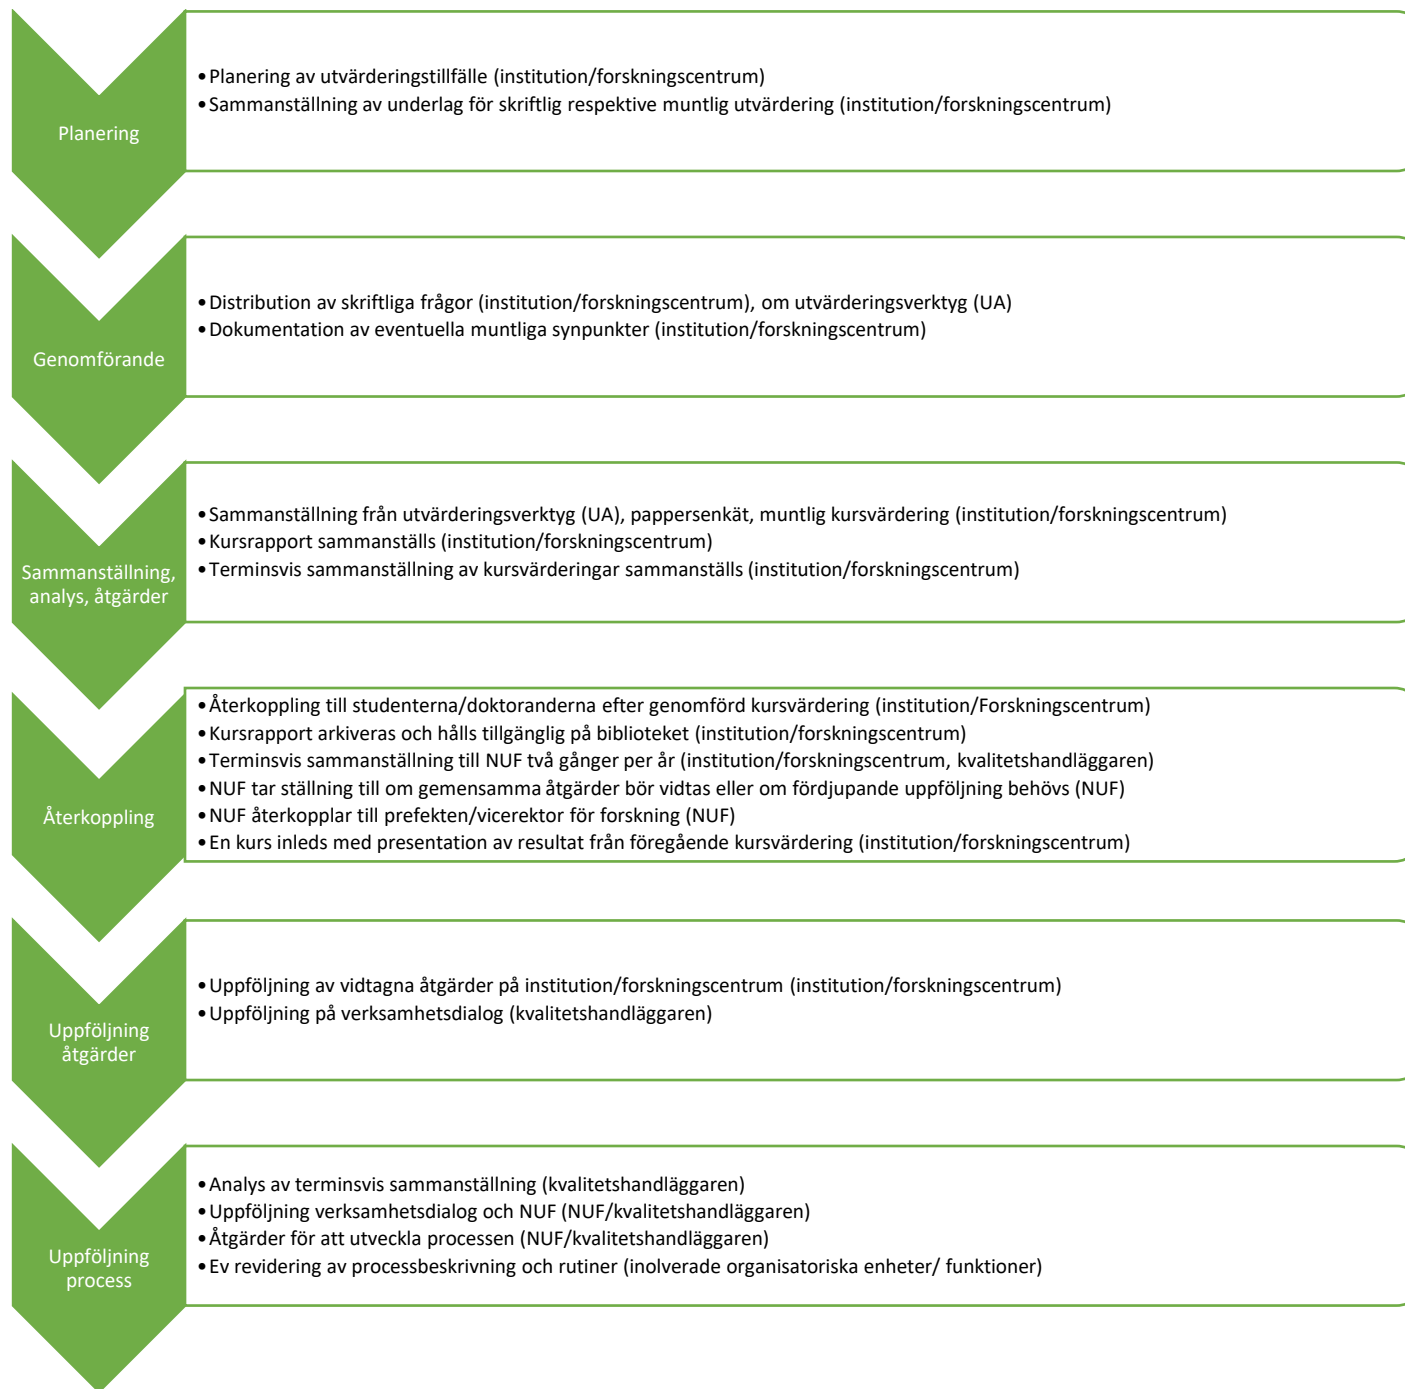 Planering
•Planering av utvärderingstillfälle (institution/forskningscentrum)
•Sammanställning av underlag för skriftlig respektive muntlig utvärdering (institution/forskningscentrum)
Genomförande
•Distribution av skriftliga frågor (institution/forskningscentrum), om utvärderingsverktyg (UA)
•Dokumentation av eventuella muntliga synpunkter (institution/forskningscentrum)
Sammanställning,
analys, åtgärder
•Sammanställning från utvärderingsverktyg (UA), pappersenkät, muntlig kursvärdering (institution/forskningscentrum)
•Kursrapport sammanställs (institution/forskningscentrum)
•Terminsvis sammanställning av kursvärderingar sammanställs (institution/forskningscentrum)
Återkoppling
•Återkoppling till studenterna/doktoranderna efter genomförd kursvärdering (institution/Forskningscentrum)
•Kursrapport arkiveras och hålls tillgänglig på biblioteket (institution/forskningscentrum)
•Terminsvis sammanställning till NUF två gånger per år (institution/forskningscentrum, kvalitetshandläggaren)
•NUF tar ställning till om gemensamma åtgärder bör vidtas eller om fördjupande uppföljning behövs (NUF)
•NUF återkopplar till prefekten/vicerektor för forskning (NUF)
•En kurs inleds med presentation av resultat från föregående kursvärdering (institution/forskningscentrum)
Uppföljning
åtgärder
•Uppföljning av vidtagna åtgärder på institution/forskningscentrum (institution/forskningscentrum)
•Uppföljning på verksamhetsdialog (kvalitetshandläggaren)
Uppföljning
process
•Analys av terminsvis sammanställning (kvalitetshandläggaren)
•Uppföljning verksamhetsdialog och NUF (NUF/kvalitetshandläggaren)
•Åtgärder för att utveckla processen (NUF/kvalitetshandläggaren)
•Ev revidering av processbeskrivning och rutiner (inolverade organisatoriska enheter/ funktioner)